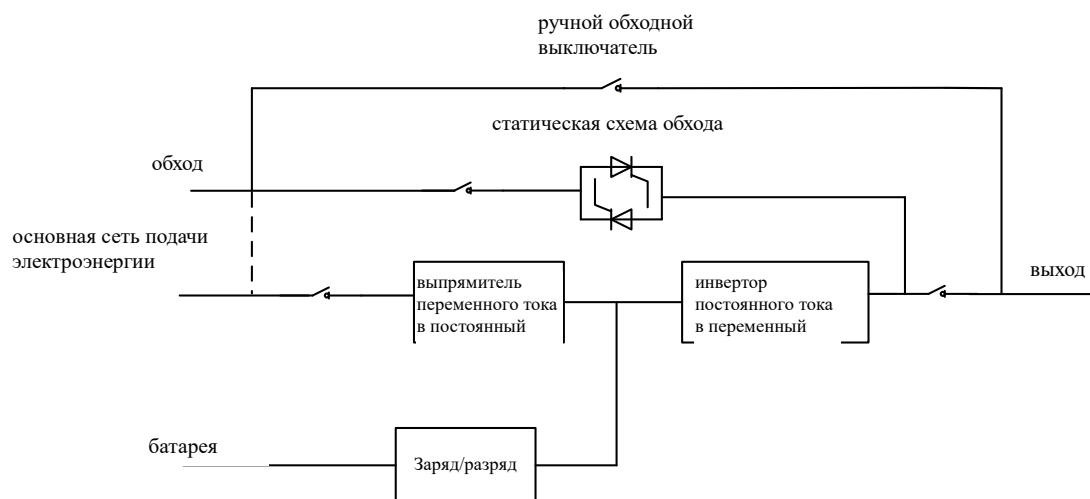 ручной обходной
выключатель
статическая схема обхода
обход
основная сеть подачи
электроэнергии
выпрямитель
переменного тока
в постоянный
инвертор
постоянного тока
в переменный
выход
батарея
Заряд/разряд